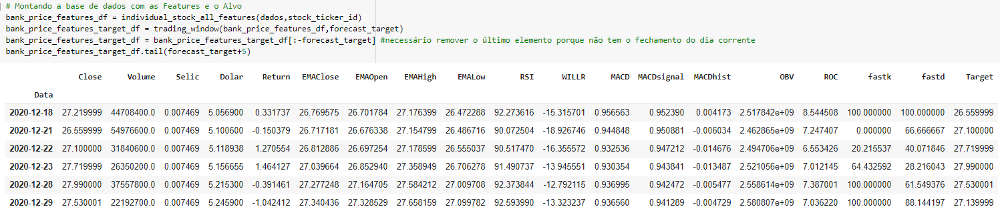 # Montando a base de dados com as Features e o Alvo
bank_price_features_df = individual_stock_all_features(dados,stock_ticker_id)
bank_price_features_target_df = trading_window(bank_price_features_df,forecast_target)
bank_price_features_target_df = bank_price_features_target_df[:-forecast_target] #necessário remover o último elemento porque não tem o fechamento do dia corrente
bank_price_features_target_df.tail(forecast_target+5)
Close Volume Selic Dolar Return EMAClose EMAOpen EMAHigh EMALow RSI WILLR MACD MACDsignal MACDhist OBV ROC fastk fastd Target
Data
2020-12-18 27.219999 44708400.0 0.007469 5.056900 0.331737 26.769575 26.701784 27.176399 26.472288 92.273616 -15.315701 0.956563 0.952390 0.004173 2.517842e+09 8.544508 100.000000 100.000000 26.559999
2020-12-21 26.559999 54976600.0 0.007469 5.100600 -0.150379 26.717181 26.676338 27.154799 26.486716 90.072504 -18.926746 0.944848 0.950881 -0.006034 2.462865e+09 7.247407 0.000000 66.666667 27.100000
2020-12-22 27.100000 31840600.0 0.007469 5.118938 1.270554 26.812886 26.697254 27.178599 26.555037 90.517470 -16.355572 0.932536 0.947212 -0.014676 2.494706e+09 6.553426 20.215537 40.071846 27.719999
2020-12-23 27.719999 26350200.0 0.007469 5.156655 1.464127 27.039664 26.852940 27.358949 26.706278 91.490737 -13.945551 0.930354 0.943841 -0.013487 2.521056e+09 7.012145 64.432592 28.216043 27.990000
2020-12-28 27.990000 37557800.0 0.007469 5.215300 -0.391461 27.277248 27.164705 27.584212 27.009708 92.373844 -12.792115 0.936995 0.942472 -0.005477 2.558614e+09 7.387001 100.000000 61.549376 27.530001
2020-12-29 27.530001 22192700.0 0.007469 5.245900 -1.042412 27.340436 27.328529 27.658159 27.099782 92.593990 -13.323237 0.936560 0.941289 -0.004729 2.580807e+09 7.036220 100.000000 88.144197 27.139999